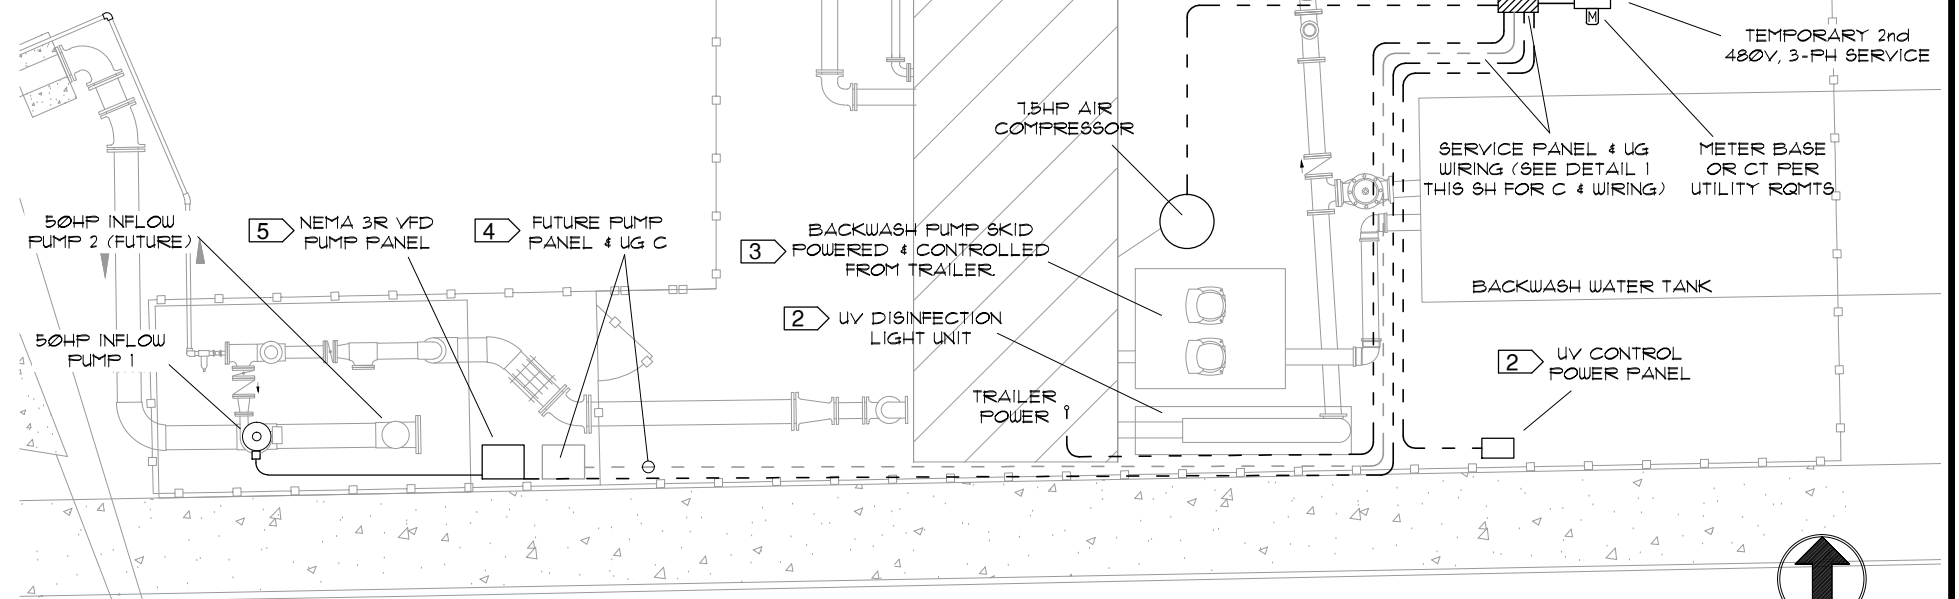 TEMPORARY 2nd
480V, 3-PH SERVICE
M
7.5HP AIR
COMPRESSOR
SERVICE PANEL & UG
WIRING (SEE DETAIL 1
THIS SH FOR C & WIRING)
METER BASE
OR CT PER
UTILITY RQMTS
50HP INFLOW
PUMP 2 (FUTURE)
5 NEMA 3R VFD
PUMP PANEL
4 FUTURE PUMP
PANEL & UG C
3 BACKWASH PUMP SKID
POWERED & CONTROLLED
FROM TRAILER
BACKWASH WATER TANK
2 UV DISINFECTION
LIGHT UNIT
50HP INFLOW
PUMP 1
2 UV CONTROL
POWER PANEL
TRAILER
POWER